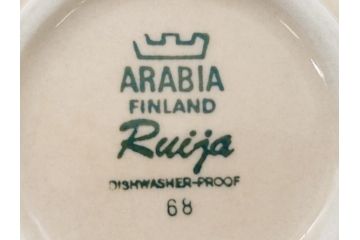 ARABIA
FINLAND
Ruija
DISHWASHER-PROOF
68